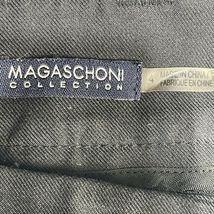 MAGASCHONI
COLLECTION
4
MADE IN CHINA
FABRIQUE EN CHINE